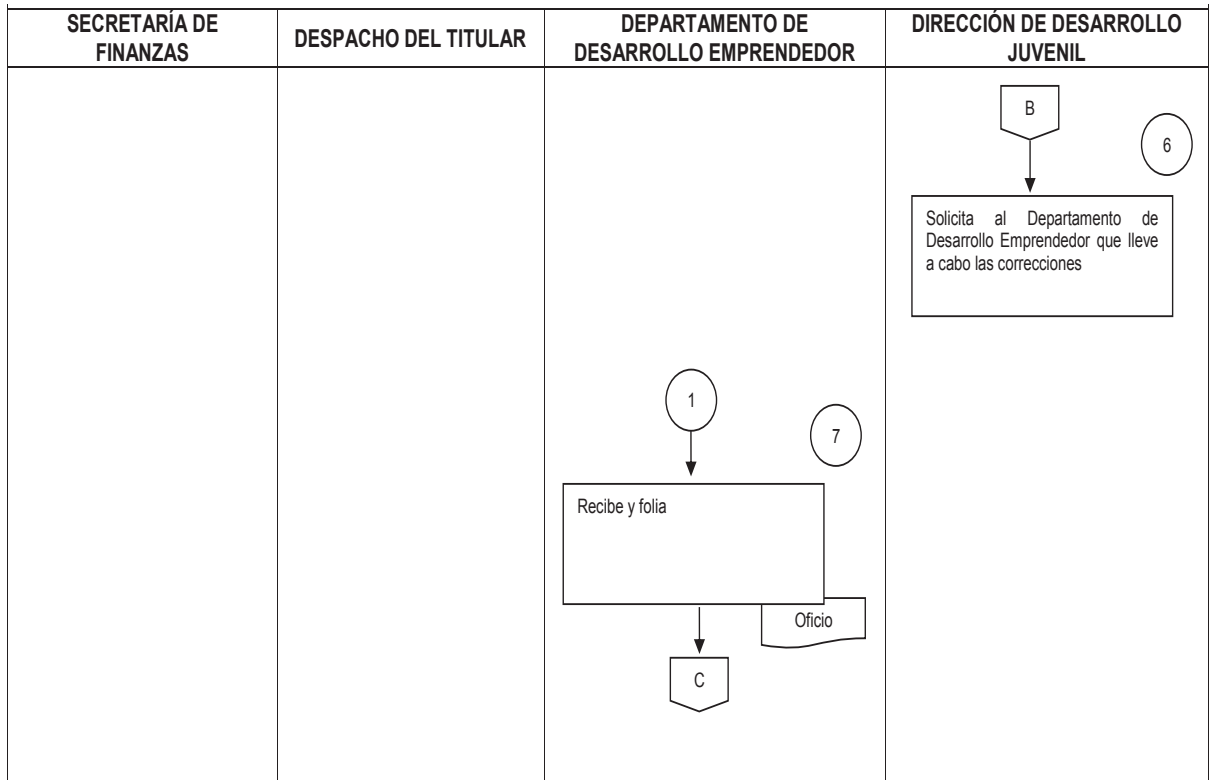 SECRETARÍA DE
FINANZAS
DESPACHO DEL TITULAR
DEPARTAMENTO DE
DESARROLLO EMPRENDEDOR
DIRECCIÓN DE DESARROLLO
JUVENIL
B
6
Solicita al Departamento de
Desarrollo Emprendedor que lleve
a cabo las correcciones
1
7
Recibe y folia
Oficio
C